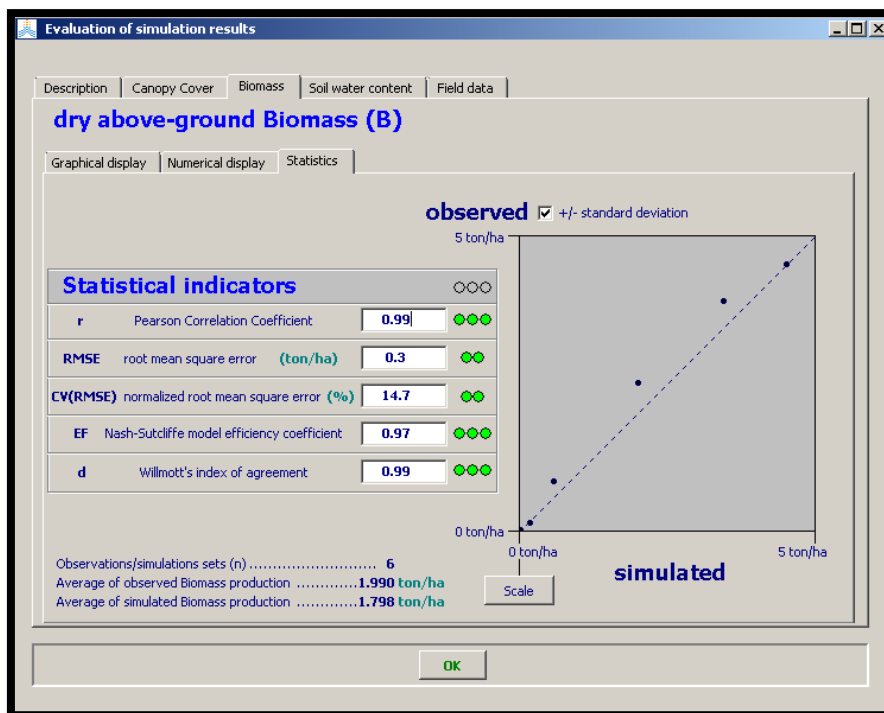 Evaluation of simulation results
Description Canopy Cover Biomass Soil water content Field data
dry above-ground Biomass (B)
Graphical display Numerical display Statistics
observed +/- standard deviation
5 ton/ha
Statistical indicators
r Pearson Correlation Coefficient 0.99
RMSE root mean square error (ton/ha) 0.3
CV(RMSE) normalized root mean square error (%) 14.7
EF Nash-Sutcliffe model efficiency coefficient 0.97
d Willmott's index of agreement 0.99
0 ton/ha
0 ton/ha 5 ton/ha
simulated
Observations/simulations sets (n) ........................... 6
Average of observed Biomass production .............1.990 ton/ha
Average of simulated Biomass production .............1.798 ton/ha
Scale
OK